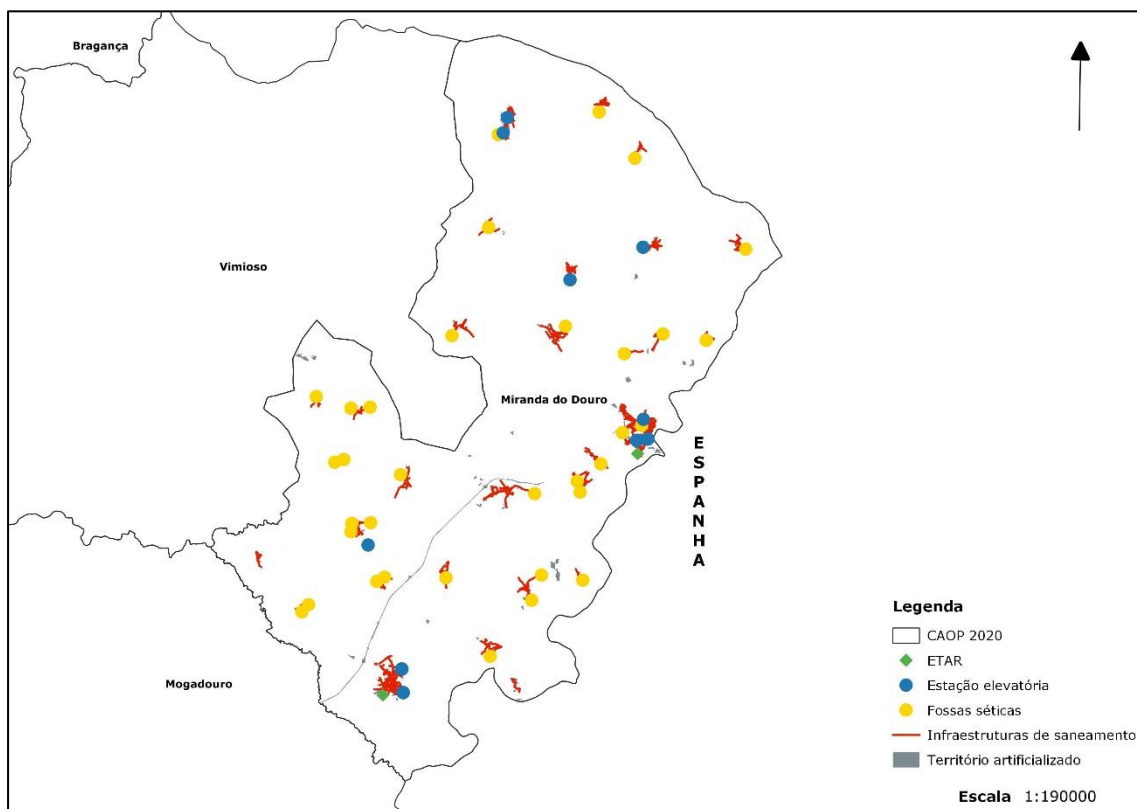 Bragança
Vimioso
Miranda do Douro
ESPANHA
Mogadouro
Legenda
CAOP 2020
ETAR
Estação elevatória
Fossas séticas
Infraestruturas de saneamento
Território artificializado
Escala 1:190000